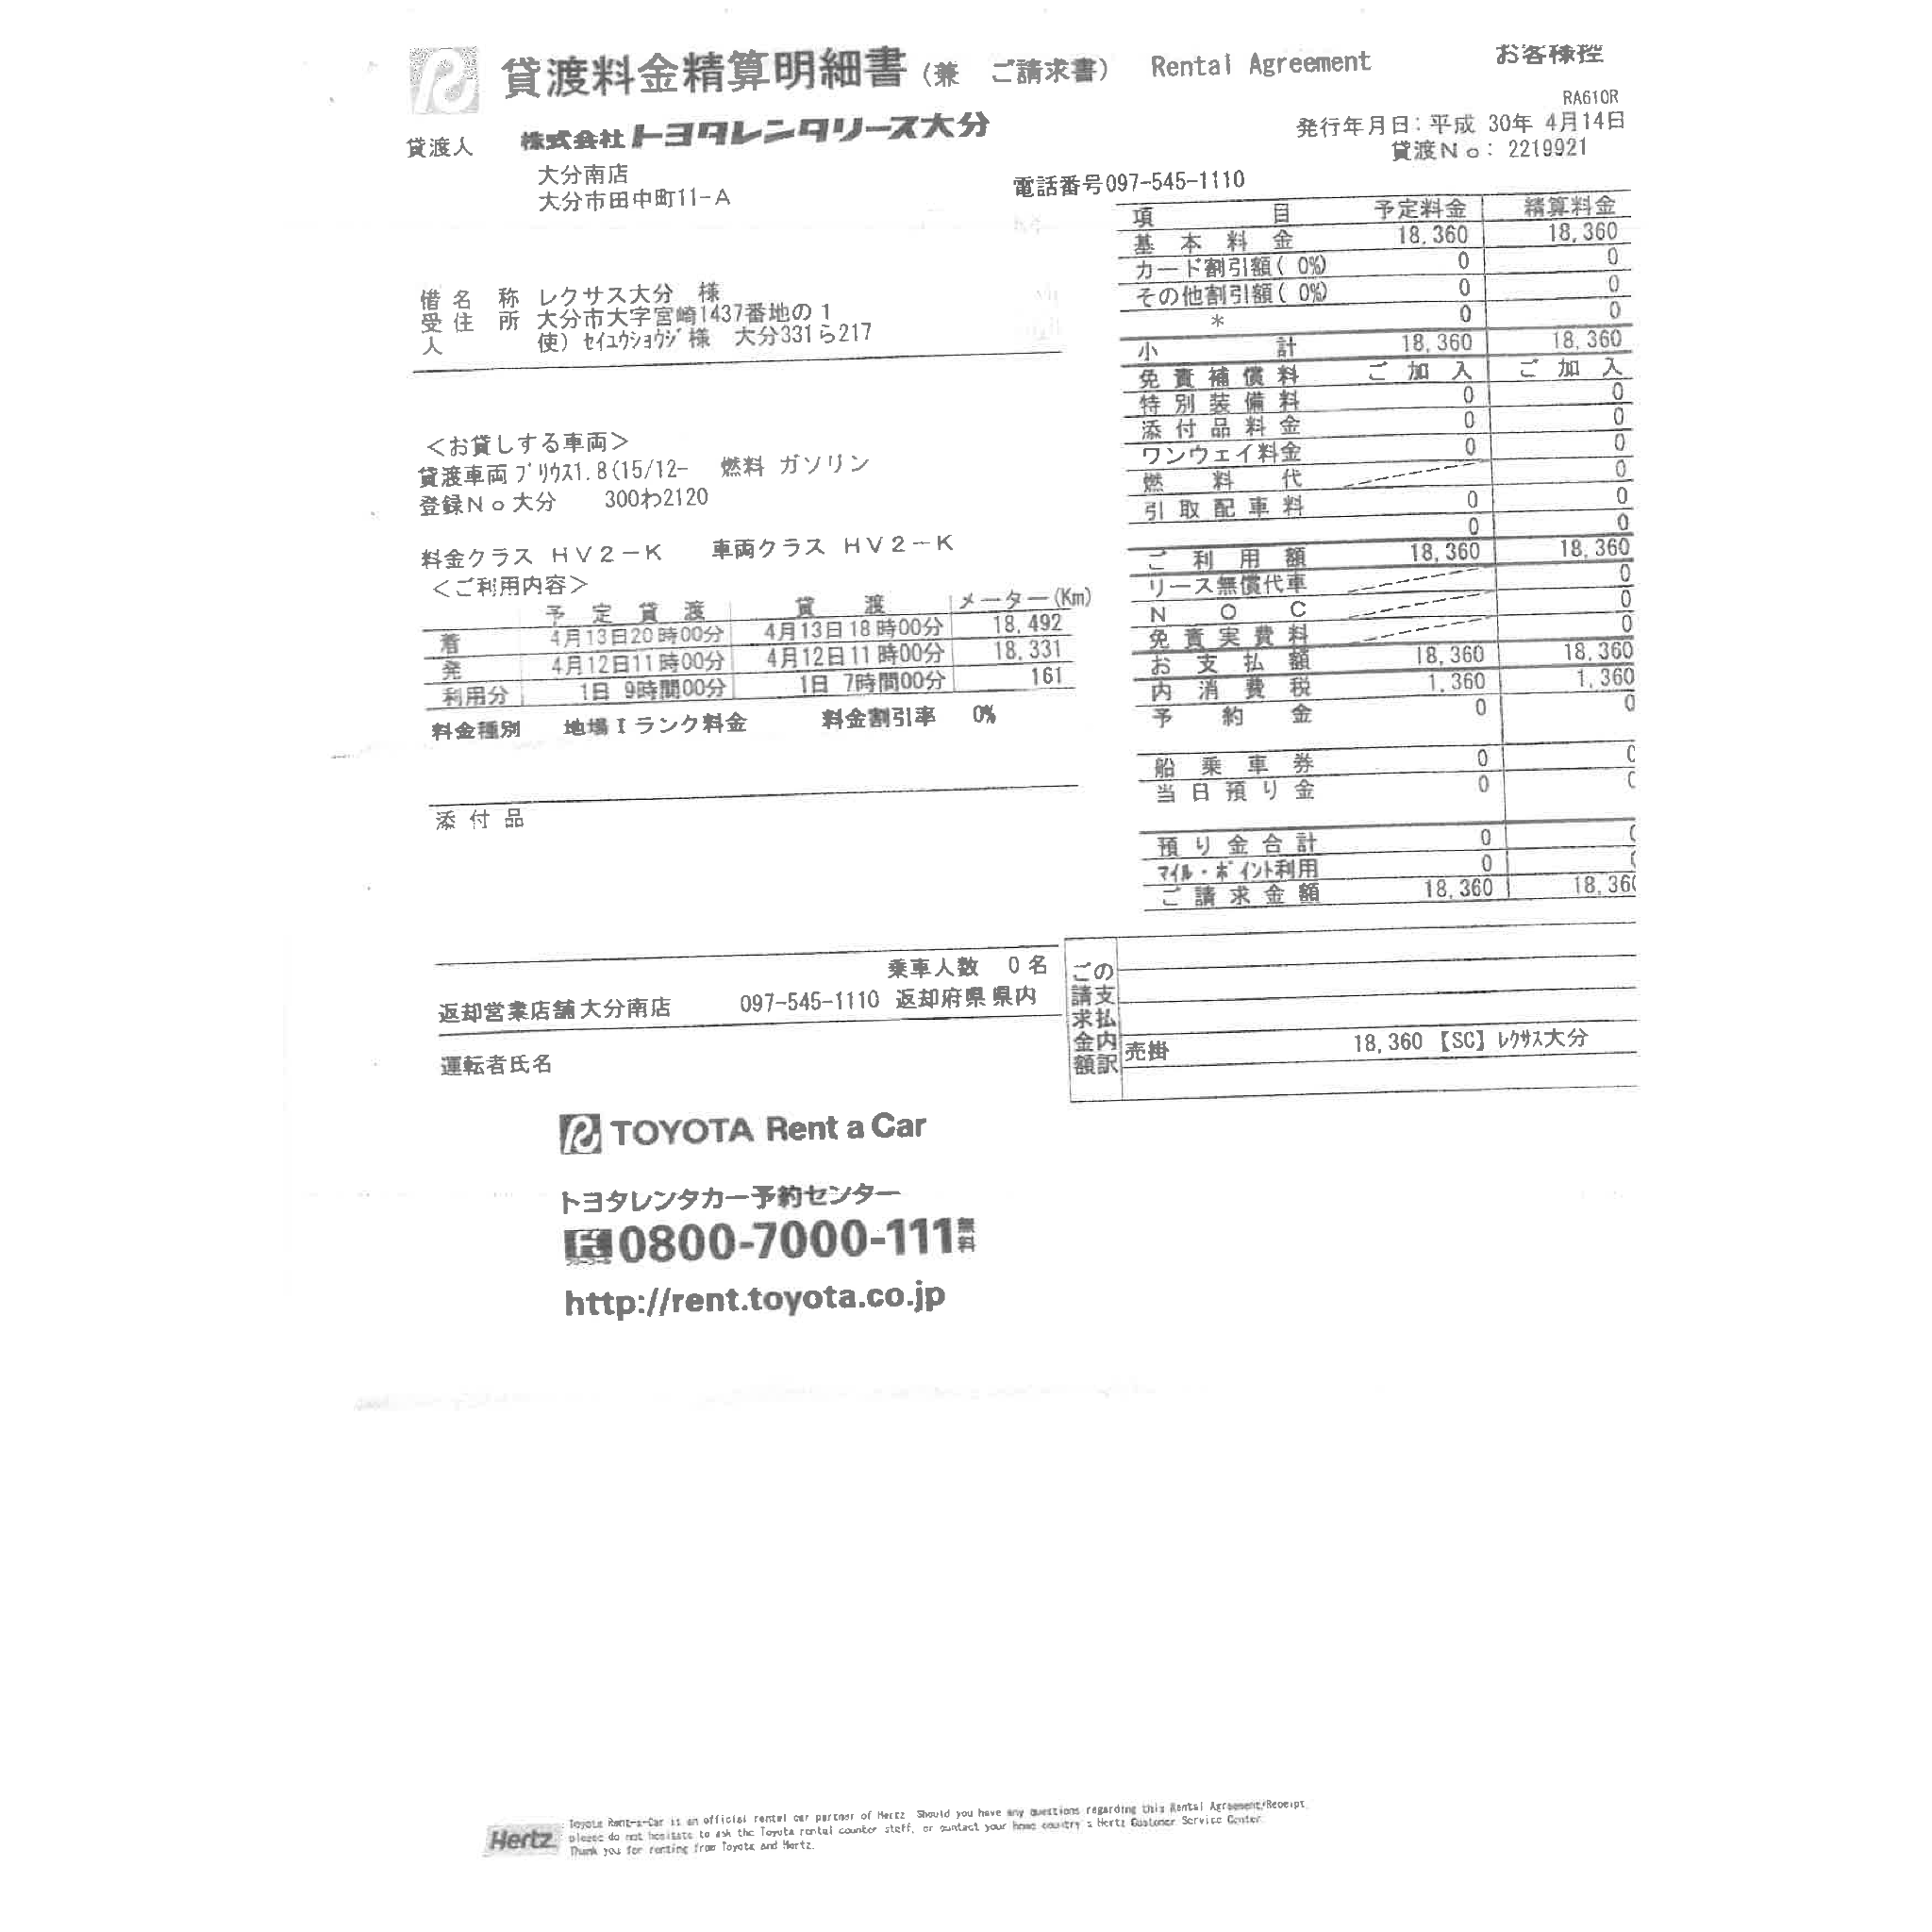 貸渡料金精算明細書(兼 ご請求書) Rental Agreement
お客様控
RA610R
貸渡人 株式会社トヨタレンタリース大分
発行年月日:平成 30年 4月14日
貸渡No: 2219921
大分南店
大分市田中町11-A
電話番号097-545-1110
借受人
名称 レクサス大分 様
住所 大分市大字宮崎1437番地の1
使) セイユウショウジ様 大分331ら217
<お貸しする車両>
貸渡車両 プリウス1.8(15/12- 燃料 ガソリン
登録No 大分 300わ2120
料金クラス HV2-K 車両クラス HV2-K
<ご利用内容>
予定貸渡 貸渡 メーター(Km)
着 4月13日20時00分 4月13日18時00分 18,492
発 4月12日11時00分 4月12日11時00分 18,331
利用分 1日 9時間00分 1日 7時間00分 161
料金種別 地場Iランク料金 料金割引率 0%
添付品
項目 予定料金 精算料金
基本料金 18,360 18,360
カード割引額( 0%) 0 0
その他割引額( 0%) 0 0
* 0 0
小計 18,360 18,360
免責補償料 ご加入 ご加入
特別装備料 0 0
添付品料金 0 0
ワンウェイ料金 0 0
燃料代 0
引取配車料 0 0
0 0
ご利用額 18,360 18,360
リース無償代車 0
NOC 0
免責実費料 0
お支払額 18,360 18,360
内消費税 1,360 1,360
予約金 0 0
船乗車券 0 0
当日預り金 0 0
預り金合計 0 0
マイル・ポイント利用 0 0
ご請求金額 18,360 18,360
乗車人数 0名
返却営業店舗 大分南店 097-545-1110 返却府県 県内
運転者氏名
ご請求金額の支払内訳
売掛 18,360 【SC】レクサス大分
TOYOTA Rent a Car
トヨタレンタカー予約センター
0800-7000-111 無料
http://rent.toyota.co.jp
Hertz
Toyota Rent-a-Car is an official rental car partner of Hertz. Should you have any questions regarding this Rental Agreement/Receipt,
please do not hesitate to ask the Toyota rental counter staff, or contact your home country's Hertz Customer Service Center.
Thank you for renting from Toyota and Hertz.